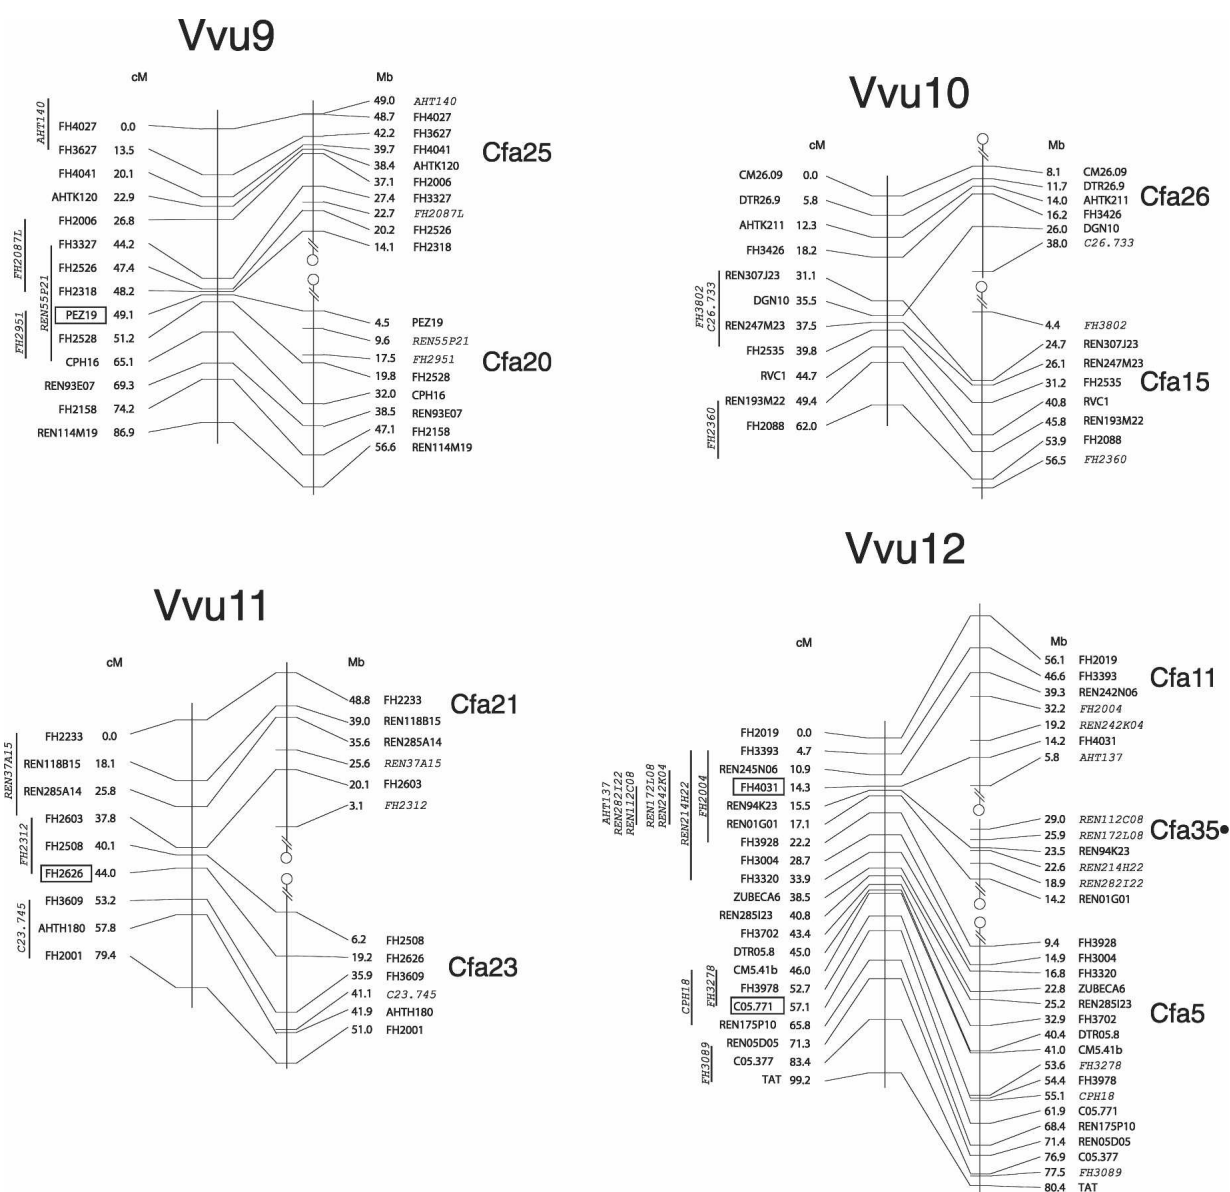 Vvu9
cM
Mb
AHT140
FH4027 0.0
FH3627 13.5
FH4041 20.1
AHTK120 22.9
FH2006 26.8
FH3327 44.2
FH2526 47.4
FH2318 48.2
PEZ19 49.1
FH2528 51.2
CPH16 65.1
REN93E07 69.3
FH2158 74.2
REN114M19 86.9
FH2087L
REN55P21
FH2951
49.0 AHT140
48.7 FH4027
42.2 FH3627
39.7 FH4041
38.4 AHTK120
37.1 FH2006
27.4 FH3327
22.7 FH2087L
20.2 FH2526
14.1 FH2318
Cfa25
4.5 PEZ19
9.6 REN55P21
17.5 FH2951
19.8 FH2528
32.0 CPH16
38.5 REN93E07
47.1 FH2158
56.6 REN114M19
Cfa20
Vvu10
cM
Mb
CM26.09 0.0
DTR26.9 5.8
AHTK211 12.3
FH3426 18.2
REN307J23 31.1
DGN10 35.5
REN247M23 37.5
FH2535 39.8
RVC1 44.7
REN193M22 49.4
FH2088 62.0
FH3802
C26.733
FH2360
8.1 CM26.09
11.7 DTR26.9
14.0 AHTK211
16.2 FH3426
26.0 DGN10
38.0 C26.733
Cfa26
4.4 FH3802
24.7 REN307J23
26.1 REN247M23
31.2 FH2535
40.8 RVC1
45.8 REN193M22
53.9 FH2088
56.5 FH2360
Cfa15
Vvu11
cM
Mb
FH2233 0.0
REN118B15 18.1
REN285A14 25.8
FH2603 37.8
FH2508 40.1
FH2626 44.0
FH3609 53.2
AHTH180 57.8
FH2001 79.4
REN37A15
FH2312
C23.745
48.8 FH2233
39.0 REN118B15
35.6 REN285A14
25.6 REN37A15
20.1 FH2603
3.1 FH2312
Cfa21
6.2 FH2508
19.2 FH2626
35.9 FH3609
41.1 C23.745
41.9 AHTH180
51.0 FH2001
Cfa23
Vvu12
cM
Mb
FH2019 0.0
FH3393 4.7
REN245N06 10.9
FH4031 14.3
REN94K23 15.5
REN01G01 17.1
FH3928 22.2
FH3004 28.7
FH3320 33.9
ZUBECA6 38.5
REN285I23 40.8
FH3702 43.4
DTR05.8 45.0
CM5.41b 46.0
FH3978 52.7
C05.771 57.1
REN175P10 65.8
REN05D05 71.3
C05.377 83.4
TAT 99.2
AHT137
REN282I22
REN112C08
REN172L08
REN242K04
REN214H22
FH2004
CPH18
FH3278
FH3089
56.1 FH2019
46.6 FH3393
39.3 REN242N06
32.2 FH2004
19.2 REN242K04
14.2 FH4031
5.8 AHT137
Cfa11
29.0 REN112C08
25.9 REN172L08
23.5 REN94K23
22.6 REN214H22
18.9 REN282I22
14.2 REN01G01
Cfa35•
9.4 FH3928
14.9 FH3004
16.8 FH3320
22.8 ZUBECA6
25.2 REN285I23
32.9 FH3702
40.4 DTR05.8
41.0 CM5.41b
53.6 FH3278
54.4 FH3978
55.1 CPH18
61.9 C05.771
68.4 REN175P10
71.4 REN05D05
76.9 C05.377
77.5 FH3089
80.4 TAT
Cfa5